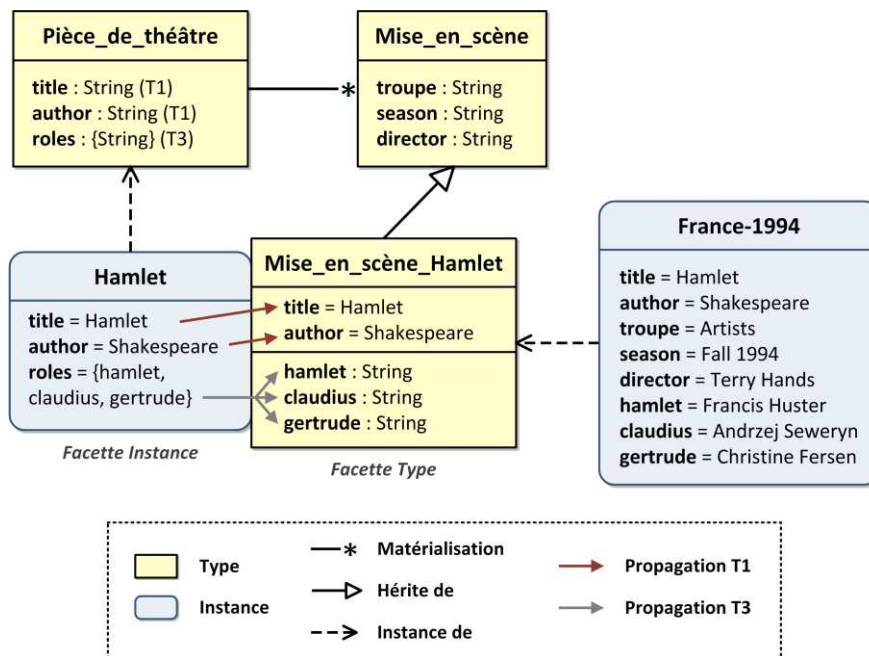 Pièce_de_théâtre
title : String (T1)
author : String (T1)
roles : {String} (T3)
*
Mise_en_scène
troupe : String
season : String
director : String
Hamlet
title = Hamlet
author = Shakespeare
roles = {hamlet,
claudius, gertrude}
Facette Instance
Mise_en_scène_Hamlet
title = Hamlet
author = Shakespeare
hamlet : String
claudius : String
gertrude : String
Facette Type
France-1994
title = Hamlet
author = Shakespeare
troupe = Artists
season = Fall 1994
director = Terry Hands
hamlet = Francis Huster
claudius = Andrzej Seweryn
gertrude = Christine Fersen
Type
Instance
* Matérialisation
Hérite de
Instance de
Propagation T1
Propagation T3